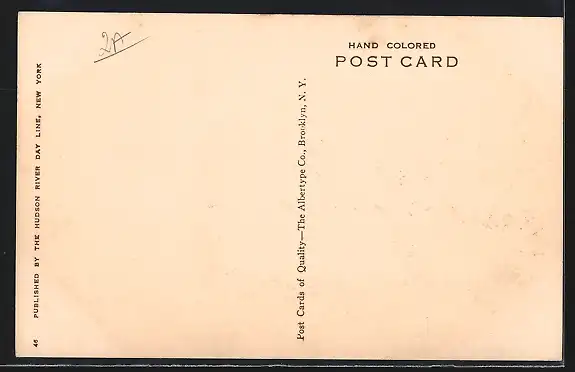 2A
HAND COLORED
POST CARD
46 PUBLISHED BY THE HUDSON RIVER DAY LINE, NEW YORK
Post Cards of Quality—The Albertype Co., Brooklyn, N. Y.